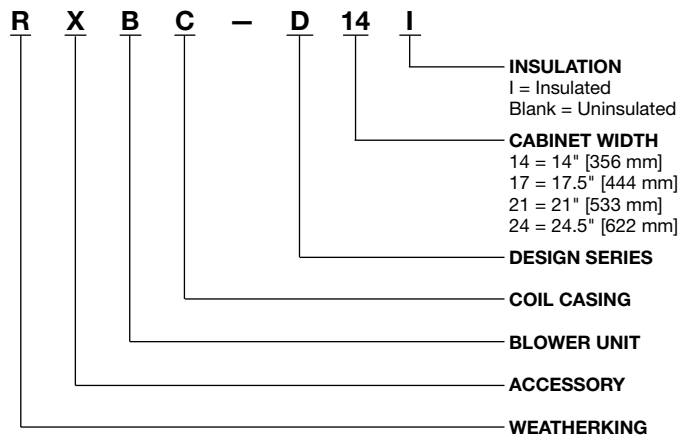 R X B C — D 14 I
INSULATION
I = Insulated
Blank = Uninsulated
CABINET WIDTH
14 = 14" [356 mm]
17 = 17.5" [444 mm]
21 = 21" [533 mm]
24 = 24.5" [622 mm]
DESIGN SERIES
COIL CASING
BLOWER UNIT
ACCESSORY
WEATHERKING